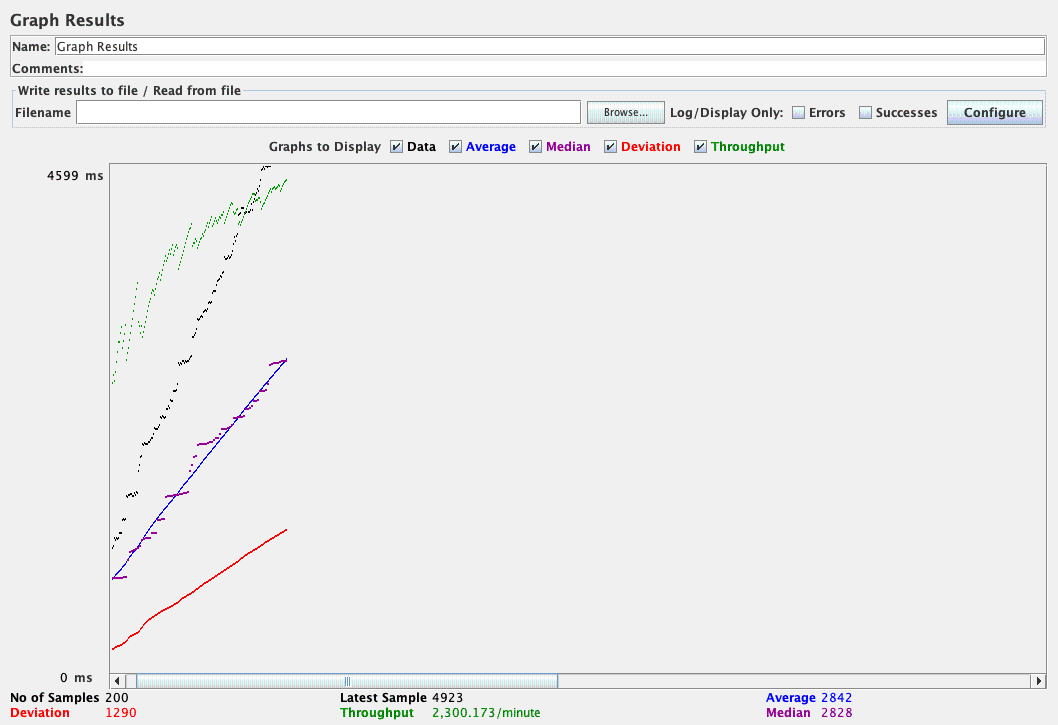 Graph Results
Name: Graph Results
Comments:
Write results to file / Read from file
Filename Browse... Log/Display Only: Errors Successes Configure
Graphs to Display Data Average Median Deviation Throughput
4599 ms
0 ms
No of Samples 200 Latest Sample 4923 Average 2842
Deviation 1290 Throughput 2,300.173/minute Median 2828